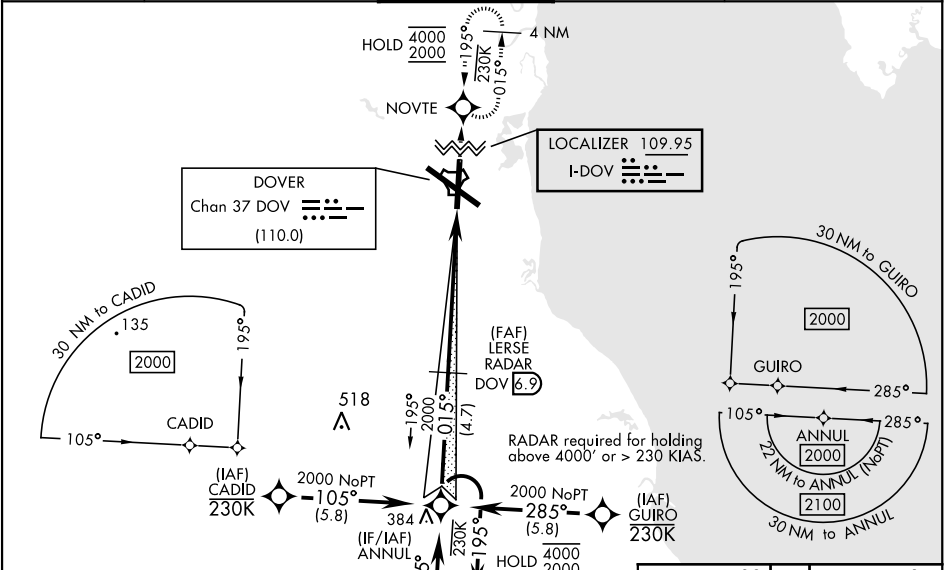 HOLD 4000
2000
195°
230K
015°
4 NM
NOVTE
LOCALIZER 109.95
I-DOV
DOVER
Chan 37 DOV
(110.0)
30 NM to CADID
135
2000
195°
105°
CADID
518
(FAF)
LERSE
RADAR
DOV 6.9
195°
2000
015°
(4.7)
30 NM to GUIRO
195°
2000
GUIRO
285°
105°
285°
ANNUL
2000
22 NM to ANNUL (NoPT)
2100
30 NM to ANNUL
RADAR required for holding
above 4000' or > 230 KIAS.
(IAF)
CADID
230K
2000 NoPT
105°
(5.8)
384
(IF/IAF)
ANNUL
230K
195°
2000 NoPT
285°
(5.8)
(IAF)
GUIRO
230K
HOLD 4000
2000